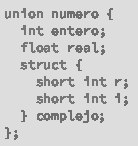 union numero {
int entero;
float real;
struct {
short int r;
short int i;
} complejo;
};